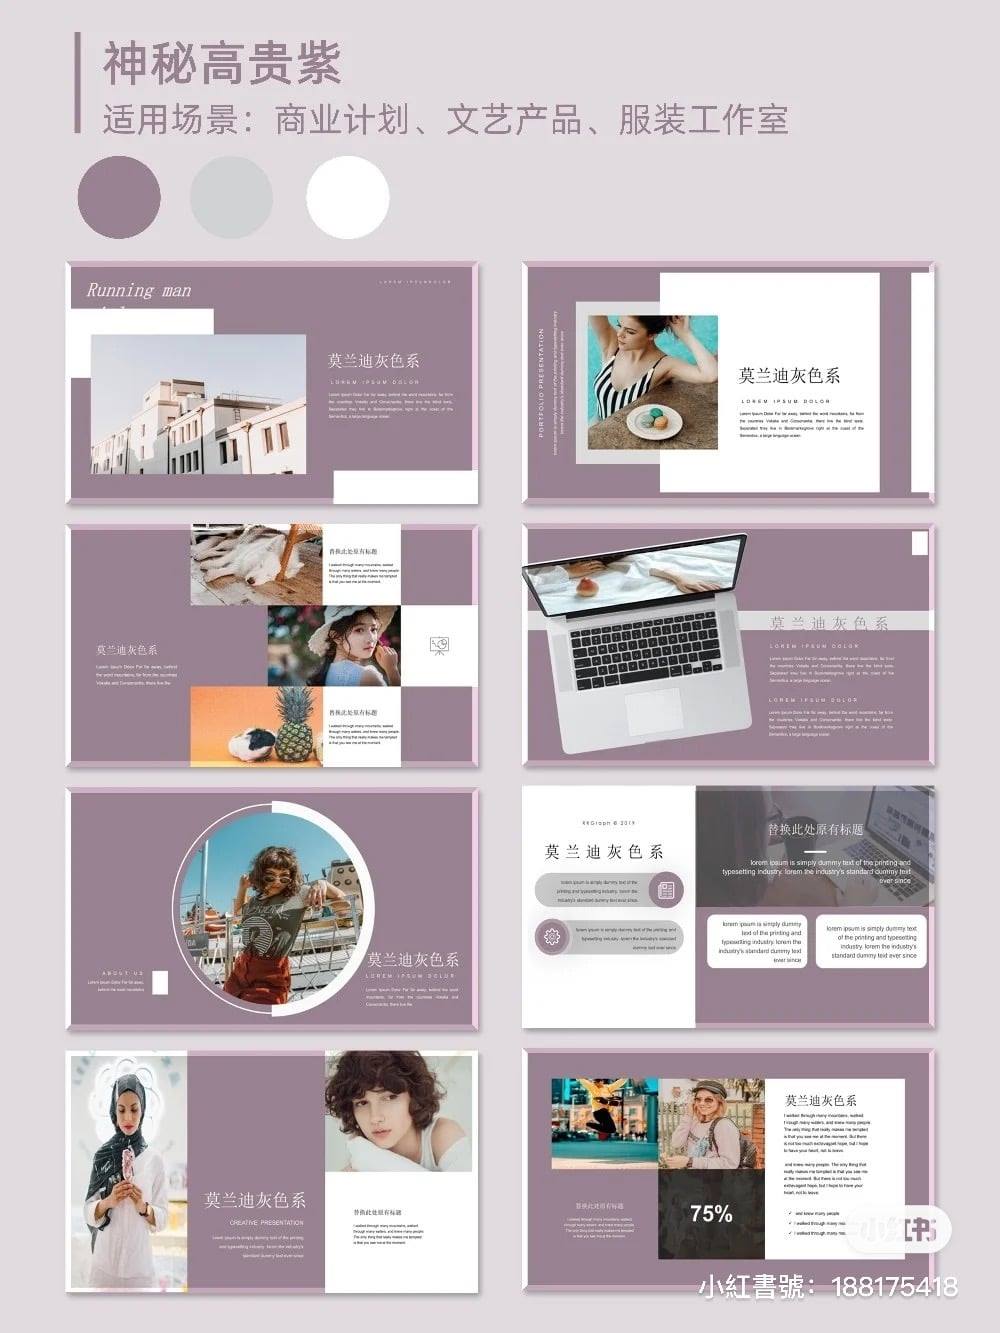 神秘高贵紫
适用场景：商业计划、文艺产品、服装工作室
Running man
LOREM IPSUMDOLOR
莫兰迪灰色系
LOREM IPSUM DOLOR
Lorem Ipsum Dolor Far far away, behind the word mountains, far from
the countries Vokalia and Consonantia, there live the blind texts.
Separated they live in Bookmarksgrove right at the coast of the
Semantics, a large language ocean.
PORTFOLIO PRESENTATION
lorem ipsum is simply dummy text of the printing and typesetting industry
lorem the industry's standard dummy text ever since
莫兰迪灰色系
LOREM IPSUM DOLOR
Lorem Ipsum Dolor Far far away, behind the word mountains, far from
the countries Vokalia and Consonantia, there live the blind texts.
Separated they live in Bookmarksgrove right at the coast of the
Semantics, a large language ocean.
替换此处原有标题
I walked through many mountains, walked
through many waters, and knew many people
The only thing that really makes me tempted
is that you see me at the moment.
莫兰迪灰色系
Lorem Ipsum Dolor Far far away, behind
the word mountains, far from the countries
Vokalia and Consonantia, there live the
替换此处原有标题
I walked through many mountains, walked
through many waters, and knew many people
The only thing that really makes me tempted
is that you see me at the moment.
莫兰迪灰色系
LOREM IPSUM DOLOR
Lorem Ipsum Dolor Far far away, behind the word mountains, far from
the countries Vokalia and Consonantia, there live the blind texts.
Separated they live in Bookmarksgrove right at the coast of the
Semantics, a large language ocean.
LOREM IPSUM DOLOR
Lorem Ipsum Dolor Far far away, behind the word mountains, far from
the countries Vokalia and Consonantia, there live the blind texts.
Separated they live in Bookmarksgrove right at the coast of the
Semantics, a large language ocean.
ABOUT US
Lorem Ipsum Dolor Far far away,
behind the word mountains
莫兰迪灰色系
LOREM IPSUM DOLOR
Lorem Ipsum Dolor Far far away, behind the word
mountains, far from the countries Vokalia and
Consonantia, there live the
RRGraph © 2019
莫兰迪灰色系
lorem ipsum is simply dummy text of the
printing and typesetting industry. lorem the
industry's standard dummy text ever since.
lorem ipsum is simply dummy text of the printing and
typesetting industry. lorem the industry's standard
dummy text ever since.
替换此处原有标题
lorem ipsum is simply dummy text of the printing and
typesetting industry. lorem the industry's standard dummy text
ever since
lorem ipsum is simply dummy
text of the printing and
typesetting industry. lorem the
industry's standard dummy text
ever since
lorem ipsum is simply dummy text
of the printing and typesetting
industry. lorem the industry's
standard dummy text ever since
莫兰迪灰色系
CREATIVE PRESENTATION
Lorem ipsum is simply dummy text of the printing
and typesetting industry. lorem the industry's
standard dummy text ever since
替换此处原有标题
I walked through many mountains, walked
through many waters, and knew many people
The only thing that really makes me tempted
is that you see me at the moment.
莫兰迪灰色系
I walked through many mountains, walked
through many waters, and knew many people.
The only thing that really makes me tempted
is that you see me at the moment. But there
is not too much extravagant hope, but I hope
to have your heart, not to leave.
and knew many people. The only thing that
really makes me tempted is that you see me at
the moment. But there is not too much
extravagant hope, but I hope to have your
heart, not to leave.
✓ and knew many people
✓ I walked through many
✓ I walked through many
替换此处原有标题
I walked through many mountains, walked
through many waters, and knew many people
The only thing that really makes me tempted
is that you see me at the moment.
75%
小红书
小紅書號：188175418